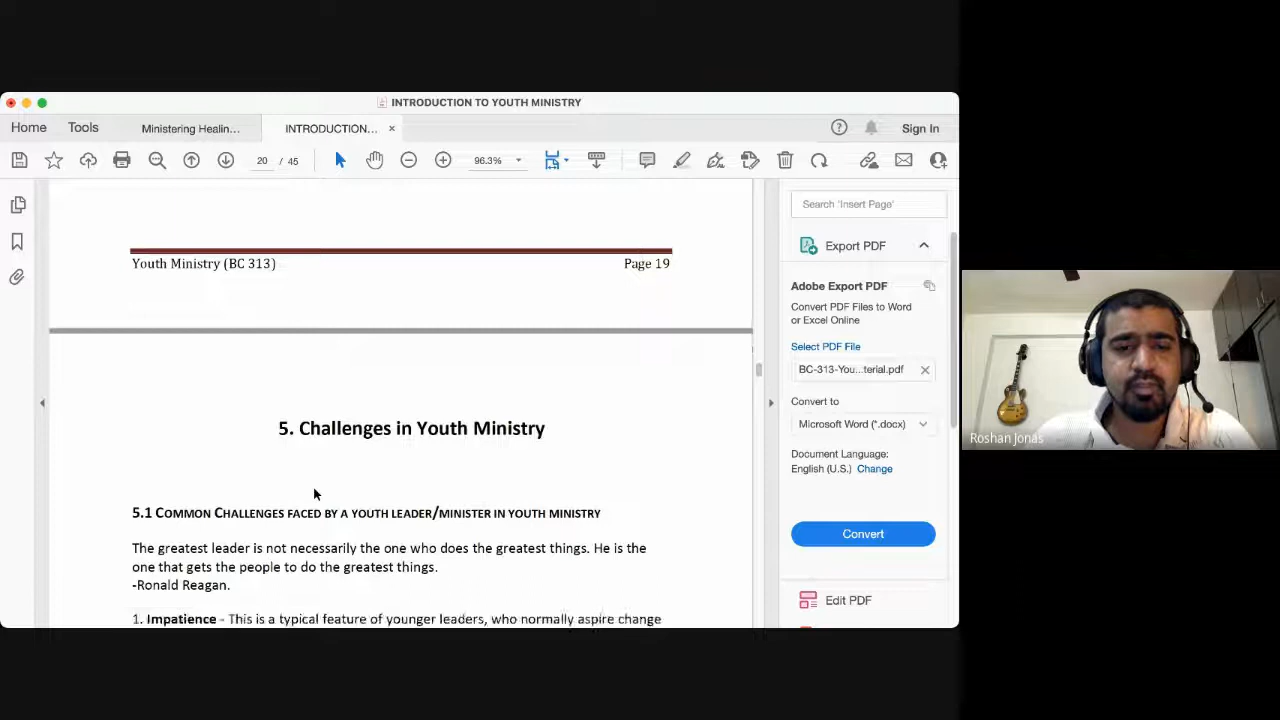 INTRODUCTION TO YOUTH MINISTRY
Home
Tools
Ministering Healin...
INTRODUCTION...
Sign In
20 / 45
96.3%
Search 'Insert Page'
Youth Ministry (BC 313)
Page 19
Export PDF
Adobe Export PDF
Convert PDF Files to Word
or Excel Online
Select PDF File
BC-313-You...terial.pdf
Convert to
Microsoft Word (*.docx)
Document Language:
English (U.S.) Change
Convert
Edit PDF
5. Challenges in Youth Ministry
5.1 COMMON CHALLENGES FACED BY A YOUTH LEADER/MINISTER IN YOUTH MINISTRY
The greatest leader is not necessarily the one who does the greatest things. He is the
one that gets the people to do the greatest things.
-Ronald Reagan.
1. Impatience - This is a typical feature of younger leaders, who normally aspire change
Roshan Jonas